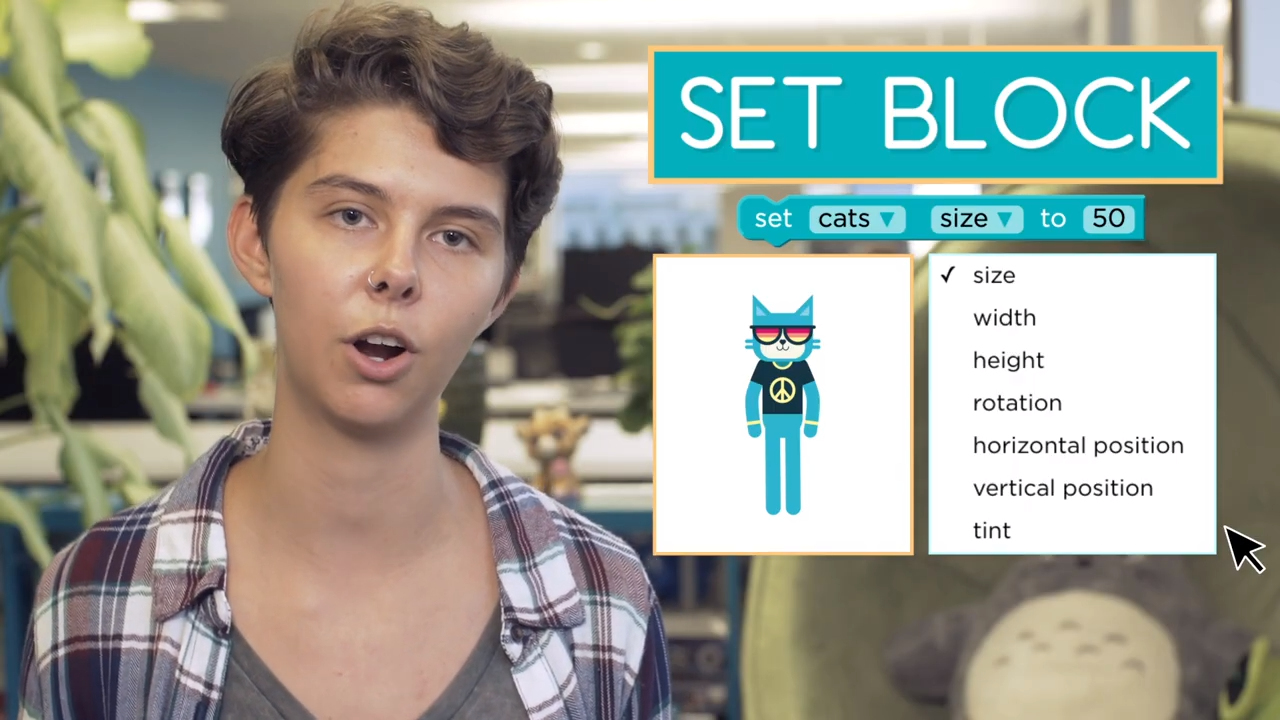 SET BLOCK
set cats ▼ size ▼ to 50
✓ size
width
height
rotation
horizontal position
vertical position
tint